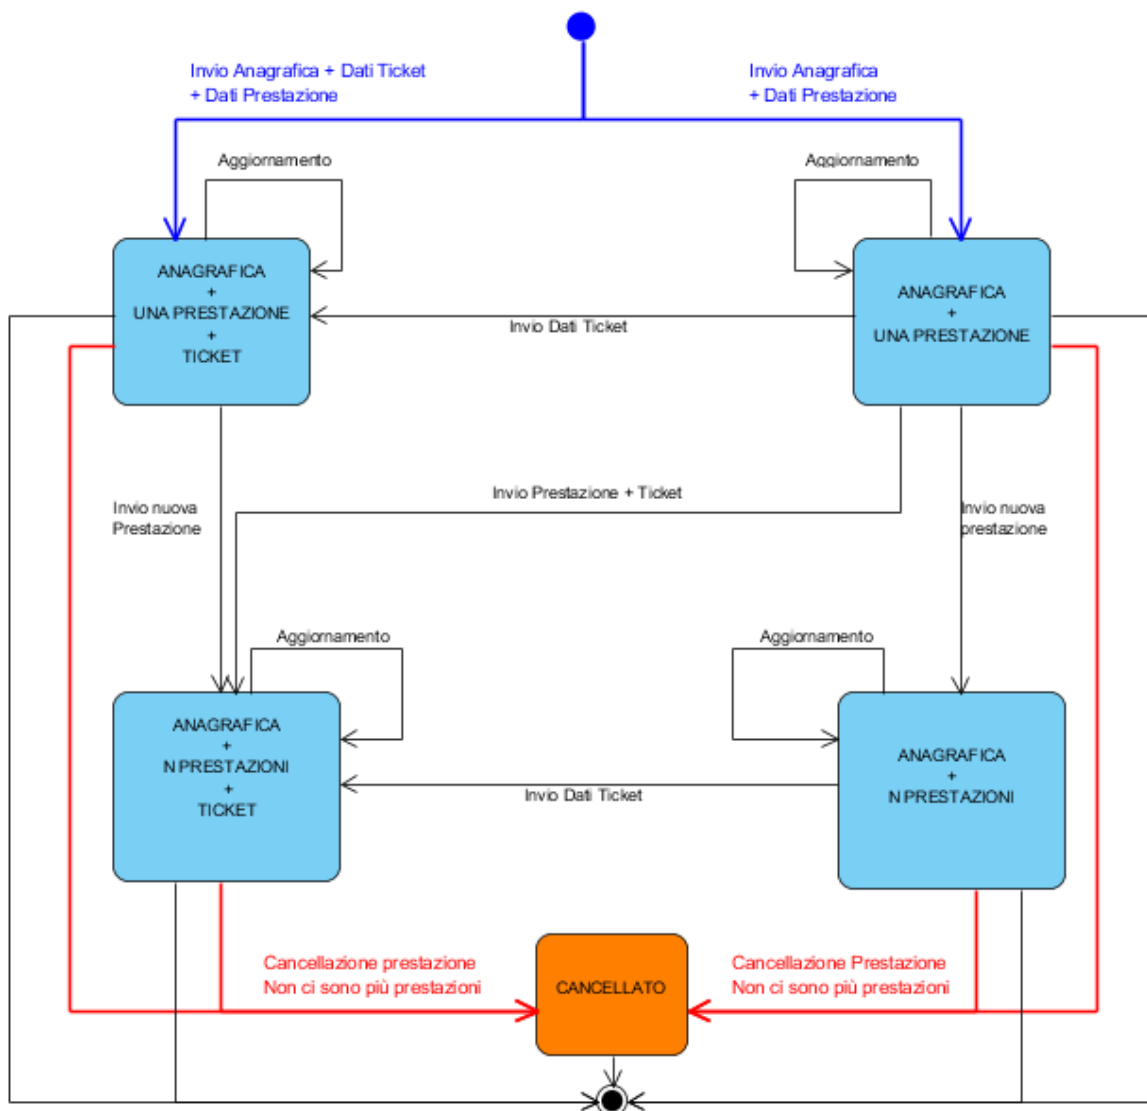 Invio Anagrafica + Dati Ticket
+ Dati Prestazione
Invio Anagrafica
+ Dati Prestazione
Aggiornamento
Aggiornamento
ANAGRAFICA
+
UNA PRESTAZIONE
+
TICKET
ANAGRAFICA
+
UNA PRESTAZIONE
Invio Dati Ticket
Invio Prestazione + Ticket
Invio nuova
Prestazione
Invio nuova
prestazione
Aggiornamento
Aggiornamento
ANAGRAFICA
+
N PRESTAZIONI
+
TICKET
ANAGRAFICA
+
N PRESTAZIONI
Invio Dati Ticket
Cancellazione prestazione
Non ci sono più prestazioni
CANCELLATO
Cancellazione Prestazione
Non ci sono più prestazioni